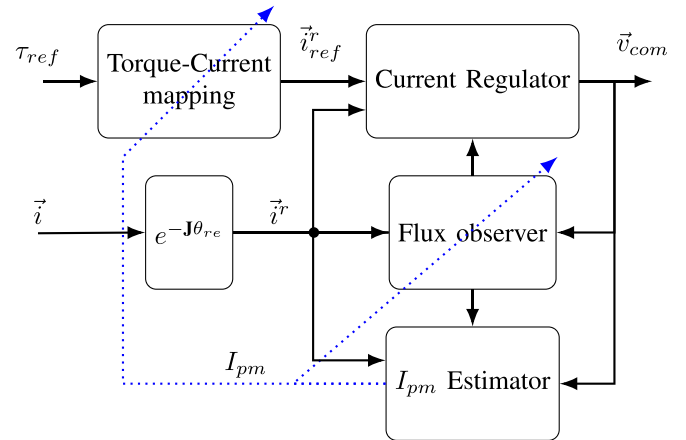 τ_ref
Torque-Current
mapping
i⃗^r_ref
Current Regulator
v⃗_com
i⃗
e^{-Jθ_re}
i⃗^r
Flux observer
I_pm
I_pm Estimator